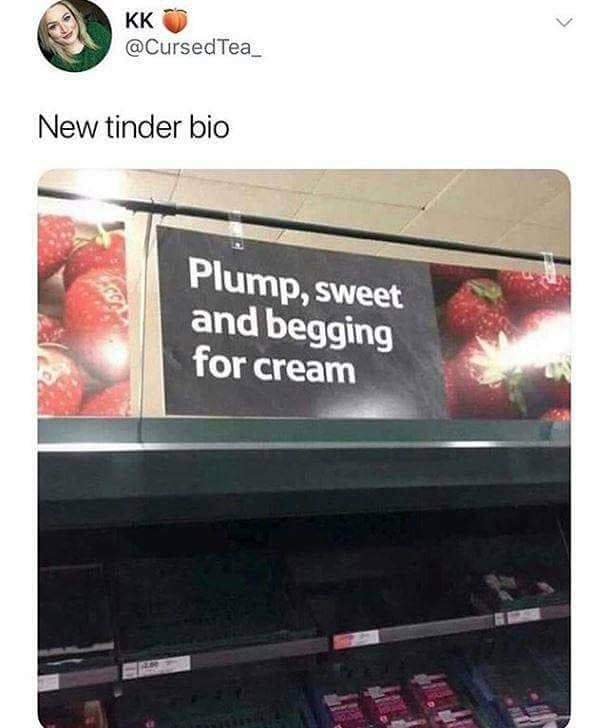 KK 🍑
@CursedTea_
New tinder bio
Plump, sweet
and begging
for cream